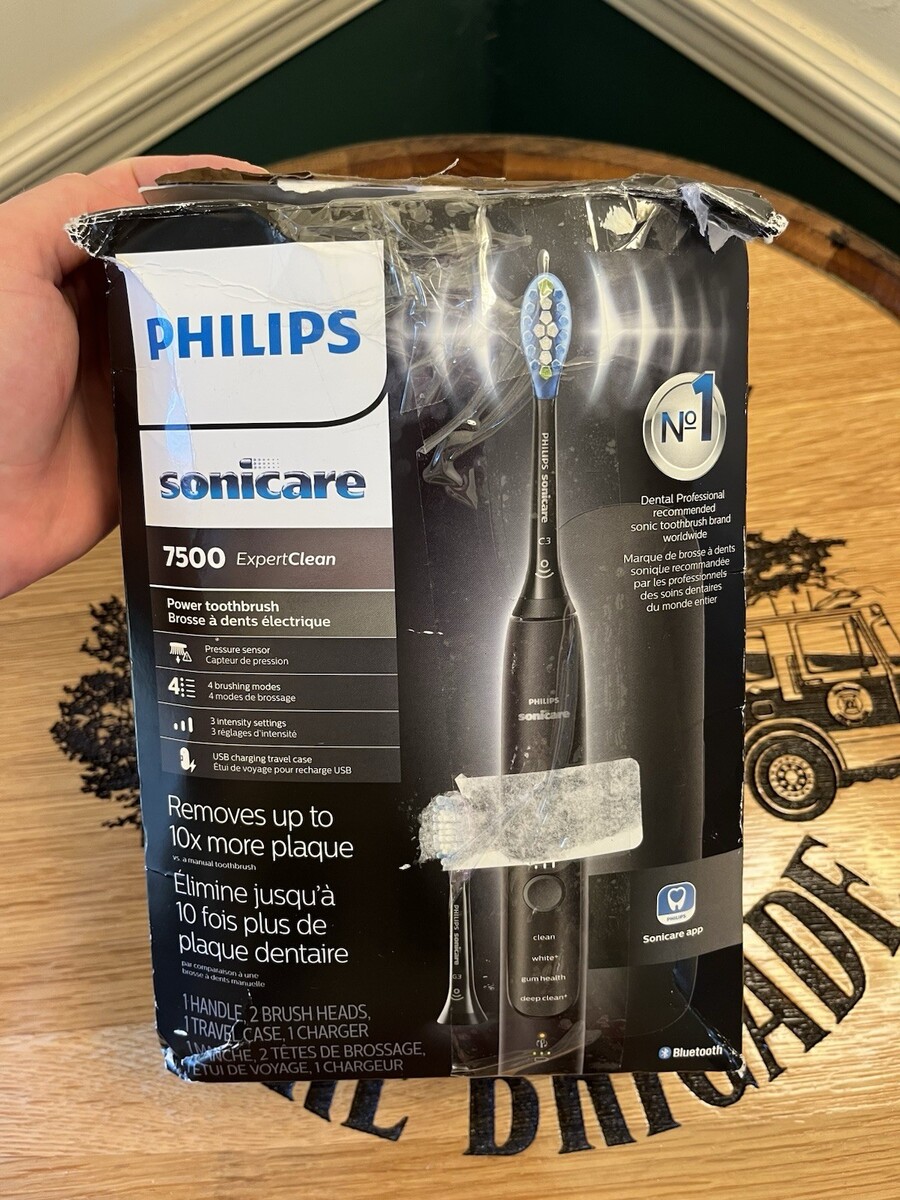 PHILIPS
sonicare
7500 ExpertClean
Power toothbrush
Brosse à dents électrique
Pressure sensor
Capteur de pression
4
4 brushing modes
4 modes de brossage
3 intensity settings
3 réglages d'intensité
USB charging travel case
Étui de voyage pour recharge USB
Removes up to
10x more plaque
vs. a manual toothbrush
Élimine jusqu'à
10 fois plus de
plaque dentaire
par comparaison à une
brosse à dents manuelle
1 HANDLE, 2 BRUSH HEADS,
1 TRAVEL CASE, 1 CHARGER
1 MANCHE, 2 TÊTES DE BROSSAGE,
ÉTUI DE VOYAGE, 1 CHARGEUR
PHILIPS sonicare
C3
PHILIPS
sonicare
clean
white+
gum health
deep clean+
PHILIPS sonicare
G3
Nº1
Dental Professional
recommended
sonic toothbrush brand
worldwide
Marque de brosse à dents
sonique recommandée
par les professionnels
des soins dentaires
du monde entier
PHILIPS
Sonicare app
Bluetooth
BRIGADE